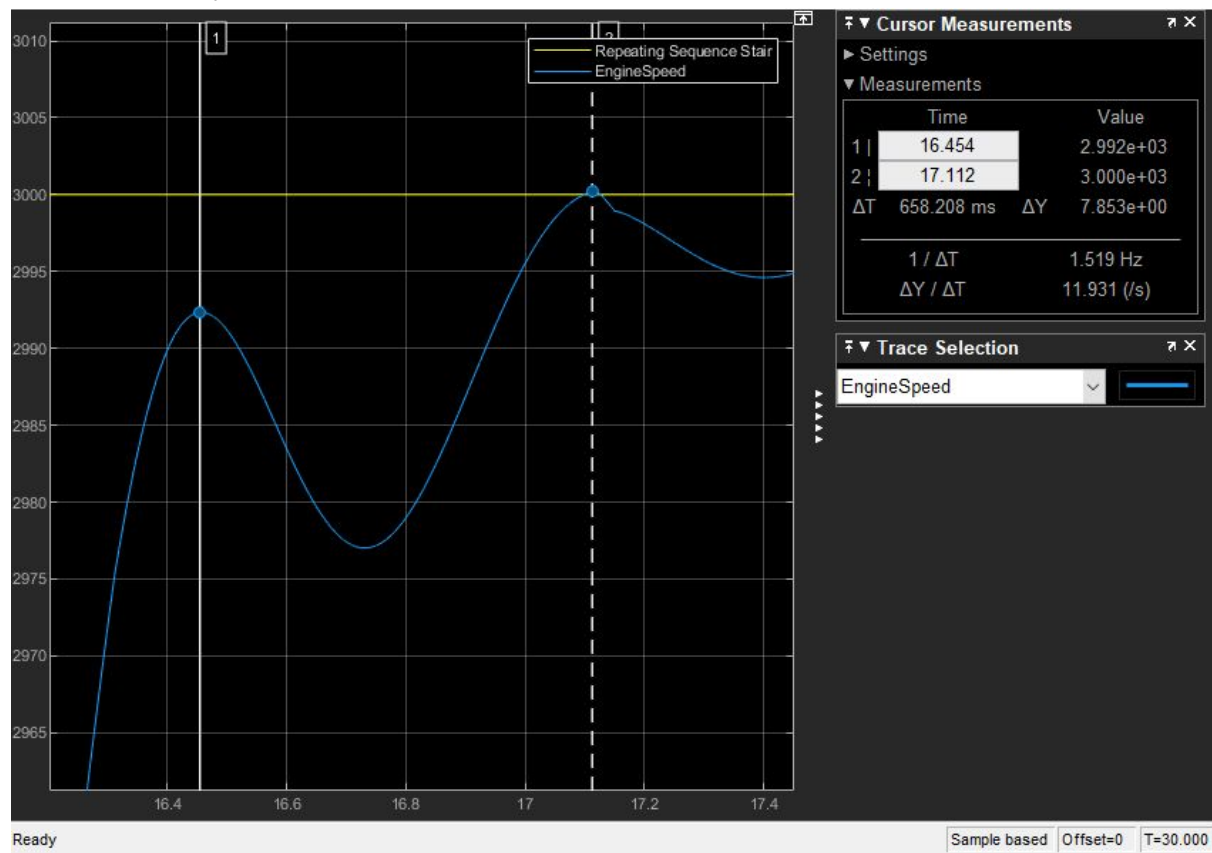 3010
3005
3000
2995
2990
2985
2980
2975
2970
2965
1
2
Repeating Sequence Stair
EngineSpeed
16.4 16.6 16.8 17 17.2 17.4
Cursor Measurements
Settings
Measurements
Time Value
1 | 16.454 2.992e+03
2 ¦ 17.112 3.000e+03
ΔT 658.208 ms ΔY 7.853e+00
1 / ΔT 1.519 Hz
ΔY / ΔT 11.931 (/s)
Trace Selection
EngineSpeed
Ready Sample based Offset=0 T=30.000